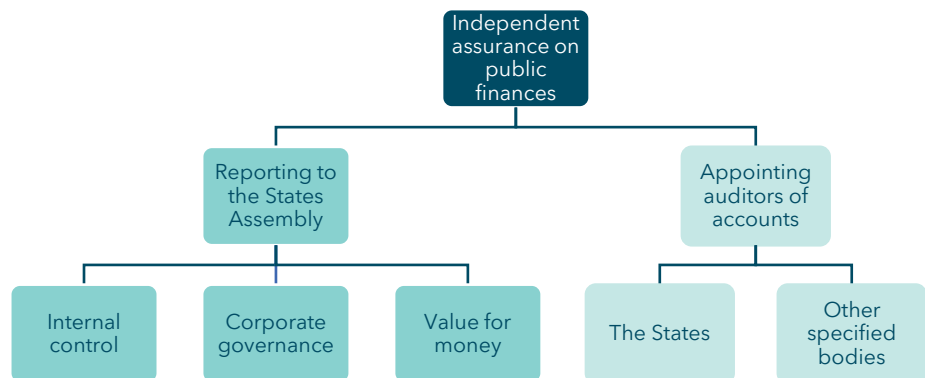 Independent
assurance on
public
finances
Reporting to
the States
Assembly
Appointing
auditors of
accounts
Internal
control
Corporate
governance
Value for
money
The States
Other
specified
bodies